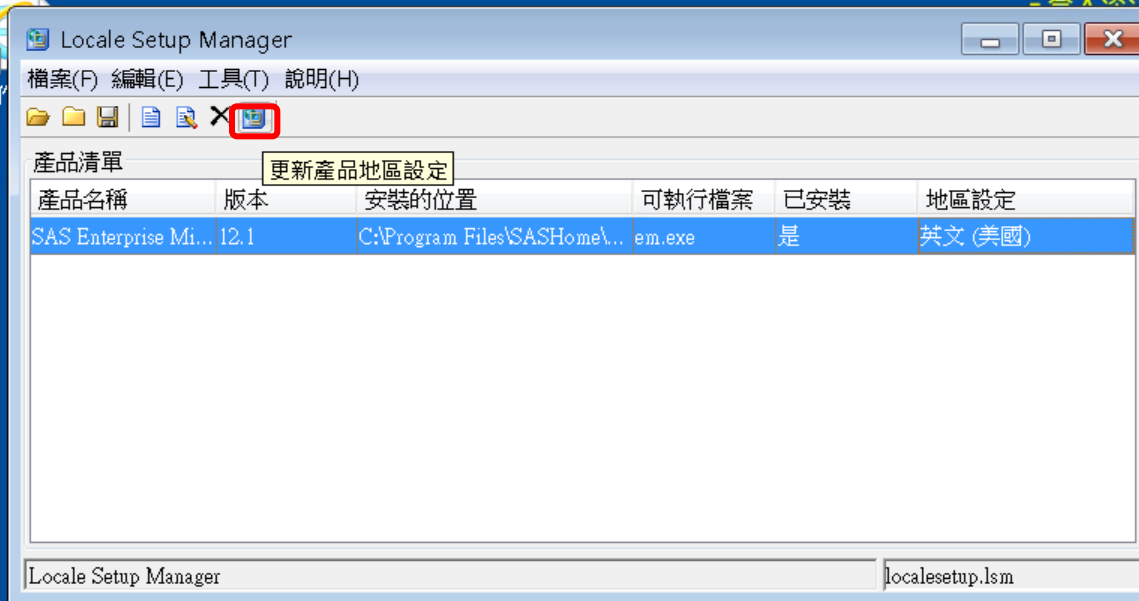 Locale Setup Manager
檔案(F) 編輯(E) 工具(T) 說明(H)
產品清單
更新產品地區設定
產品名稱 版本 安裝的位置 可執行檔案 已安裝 地區設定
SAS Enterprise Mi... 12.1 C:\Program Files\SASHome\... em.exe 是 英文 (美國)
Locale Setup Manager localesetup.lsm